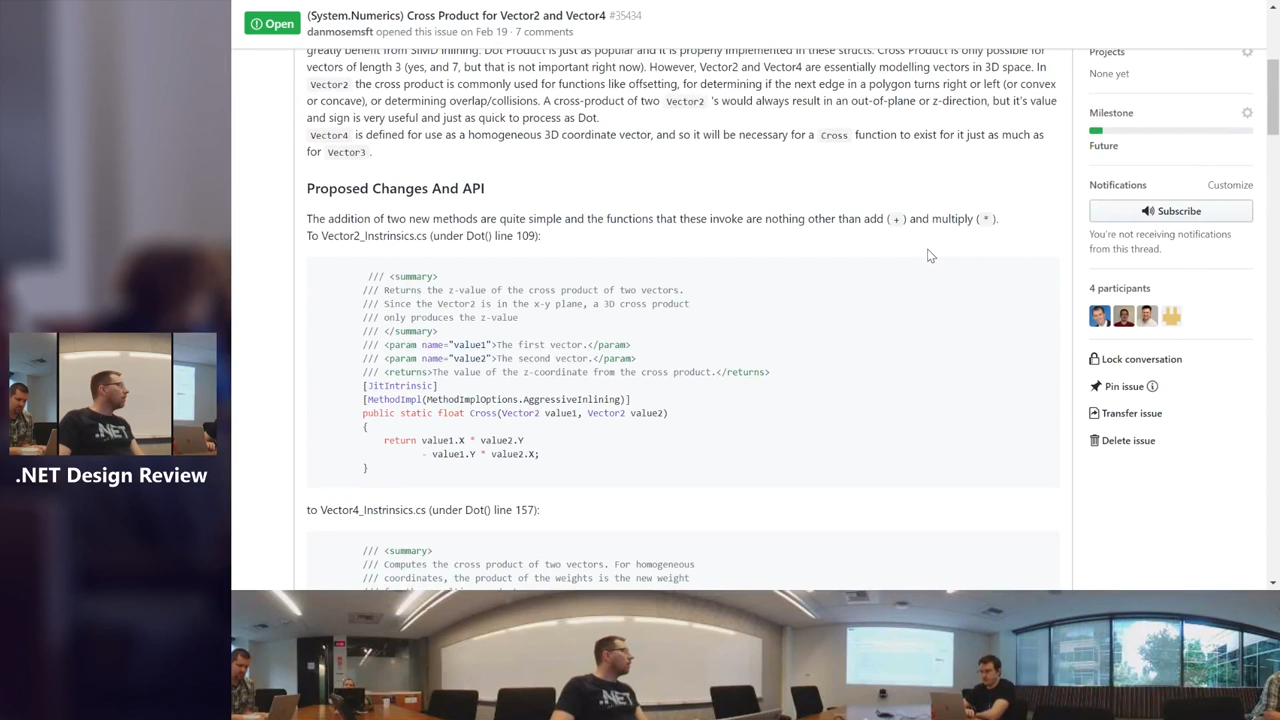 Open
(System.Numerics) Cross Product for Vector2 and Vector4 #35434
danmosemsft opened this issue on Feb 19 · 7 comments
greatly benefit from SIMD inlining. Dot Product is just as popular and it is properly implemented in these structs. Cross Product is only possible for
vectors of length 3 (yes, and 7, but that is not important right now). However, Vector2 and Vector4 are essentially modelling vectors in 3D space. In
Vector2 the cross product is commonly used for functions like offsetting, for determining if the next edge in a polygon turns right or left (or convex
or concave), or determining overlap/collisions. A cross-product of two Vector2 's would always result in an out-of-plane or z-direction, but it's value
and sign is very useful and just as quick to process as Dot.
Vector4 is defined for use as a homogeneous 3D coordinate vector, and so it will be necessary for a Cross function to exist for it just as much as
for Vector3 .
Proposed Changes And API
The addition of two new methods are quite simple and the functions that these invoke are nothing other than add ( + ) and multiply ( * ).
To Vector2_Instrinsics.cs (under Dot() line 109):
/// <summary>
/// Returns the z-value of the cross product of two vectors.
/// Since the Vector2 is in the x-y plane, a 3D cross product
/// only produces the z-value
/// </summary>
/// <param name="value1">The first vector.</param>
/// <param name="value2">The second vector.</param>
/// <returns>The value of the z-coordinate from the cross product.</returns>
[JitIntrinsic]
[MethodImpl(MethodImplOptions.AggressiveInlining)]
public static float Cross(Vector2 value1, Vector2 value2)
{
return value1.X * value2.Y
- value1.Y * value2.X;
}
to Vector4_Instrinsics.cs (under Dot() line 157):
/// <summary>
/// Computes the cross product of two vectors. For homogeneous
/// coordinates, the product of the weights is the new weight
Projects
None yet
Milestone
Future
Notifications
Customize
Subscribe
You're not receiving notifications
from this thread.
4 participants
Lock conversation
Pin issue
Transfer issue
Delete issue
.NET
.NET Design Review
.NET